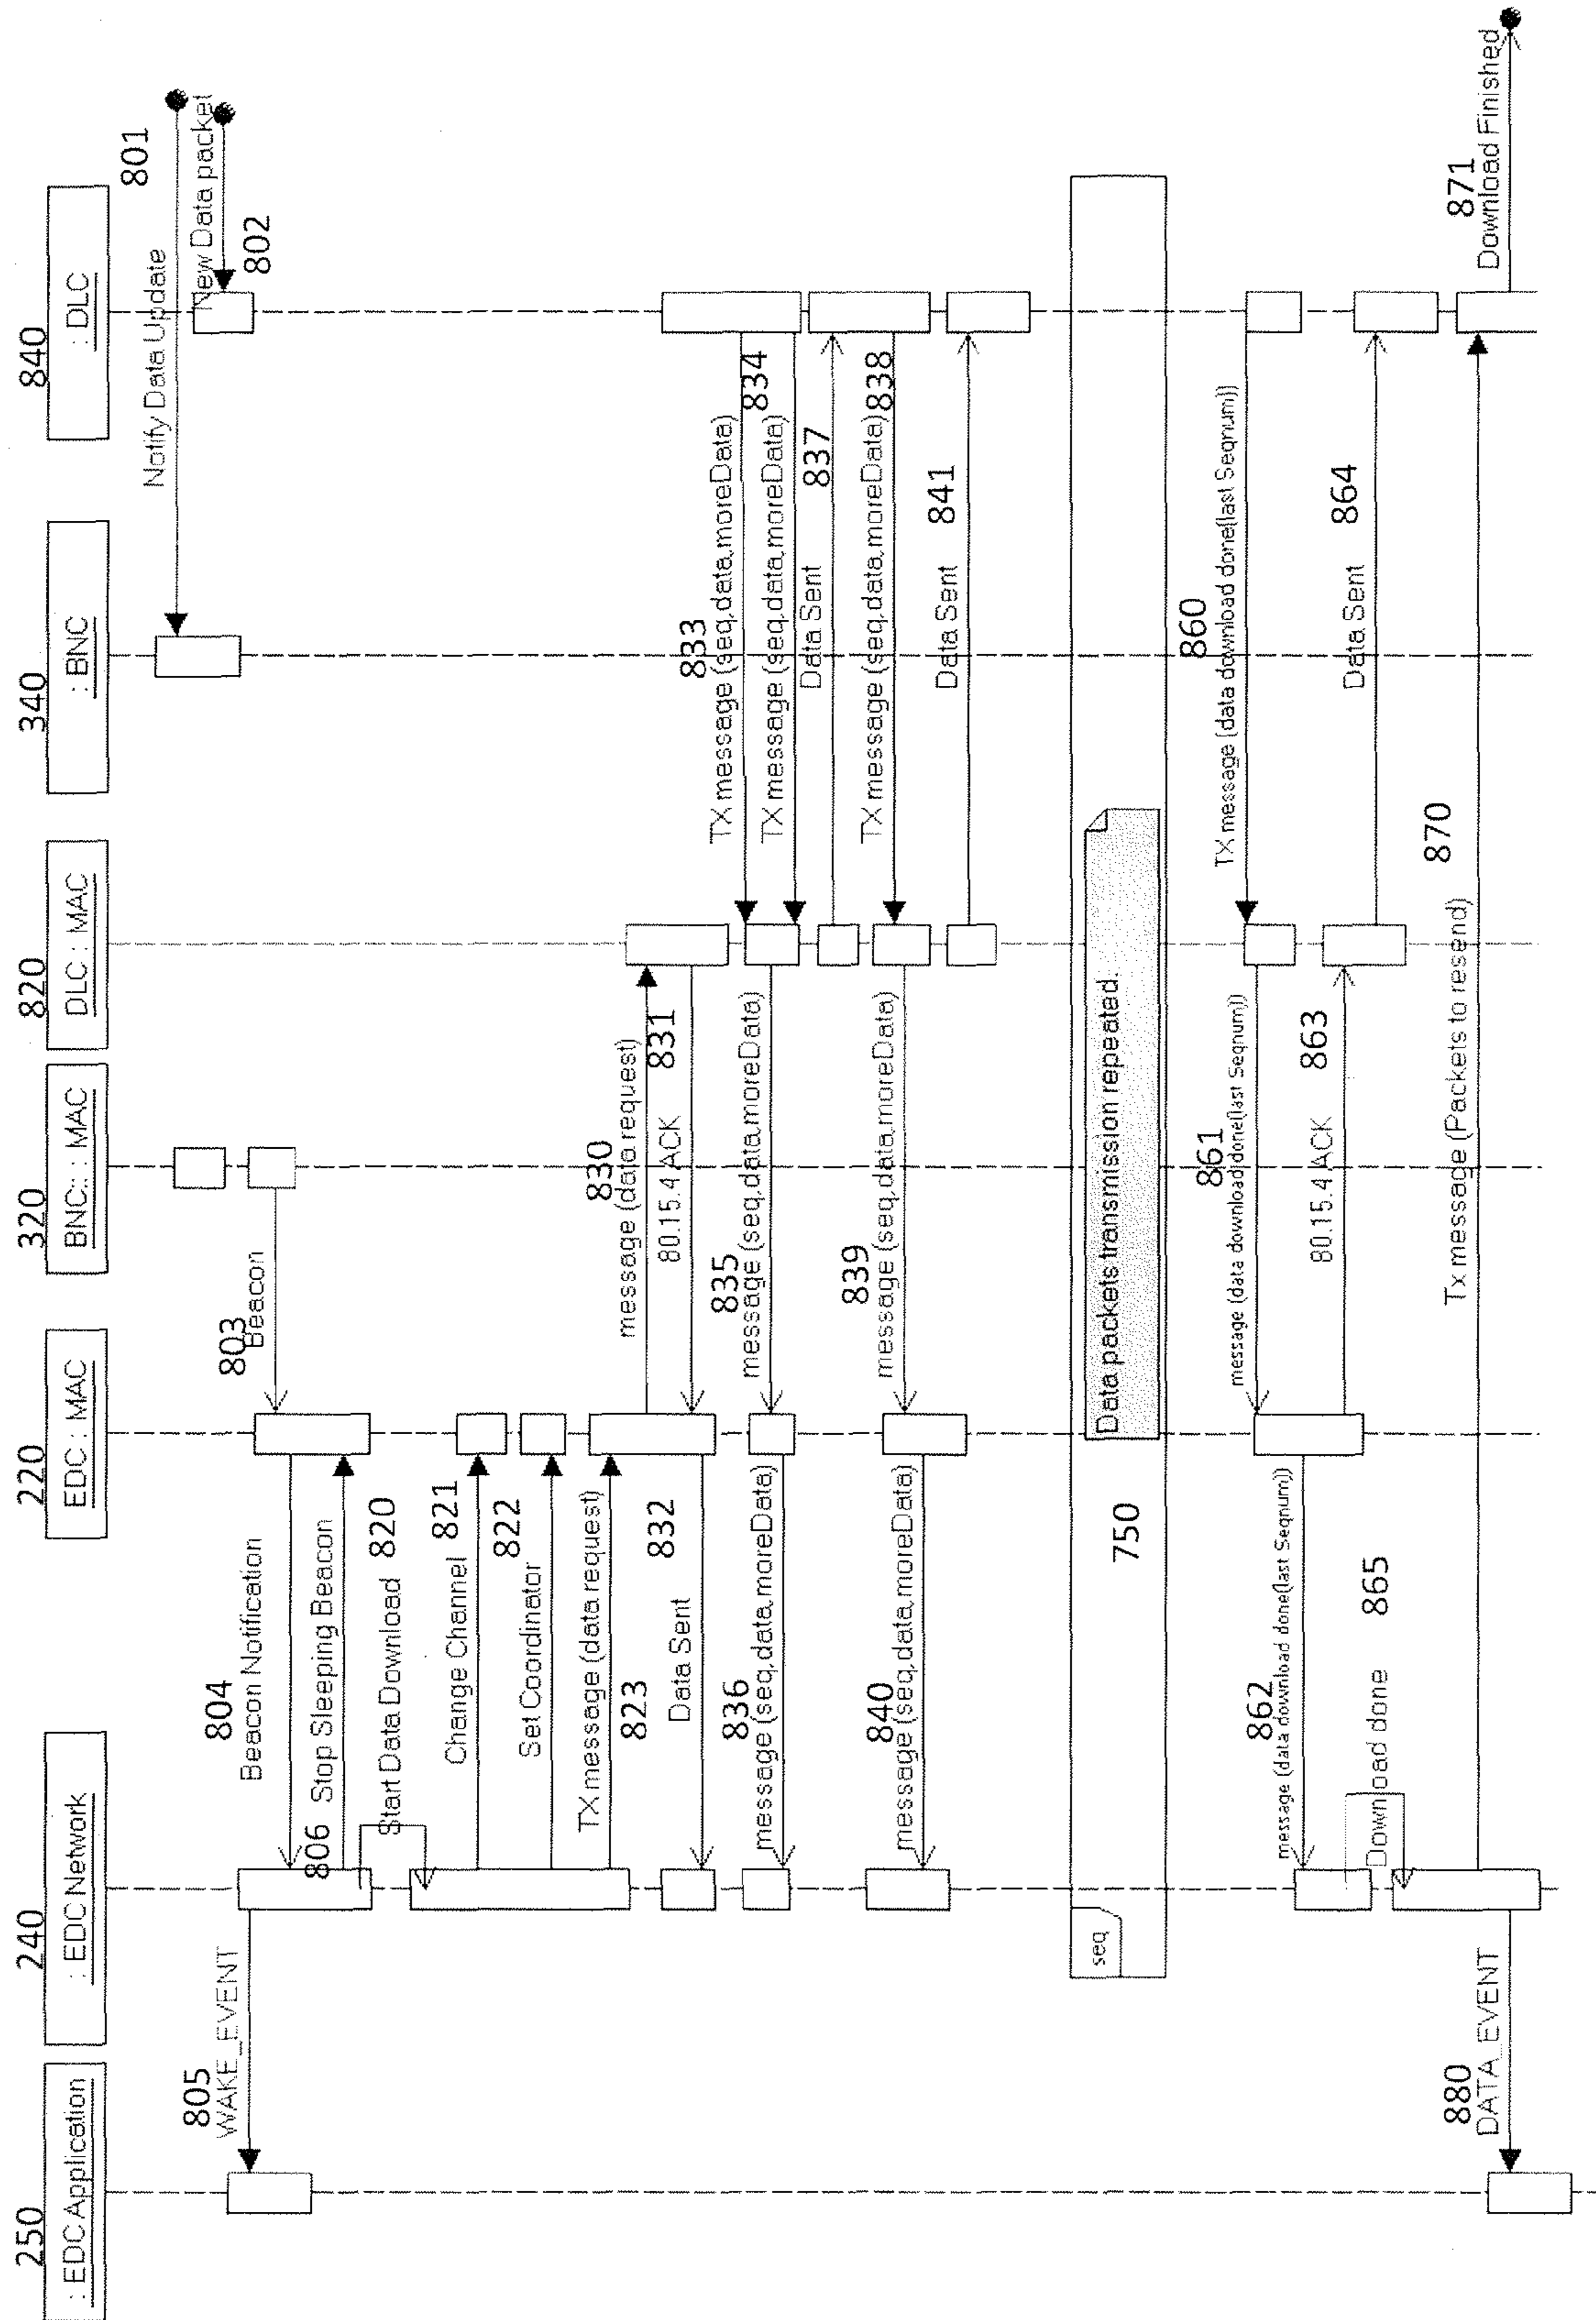 250
: EDC Application
240
: EDC Network
220
EDC : MAC
320
BNC:: MAC
820
DLC :: MAC
340
: BNC
840
: DLC
801
Notify Data Update
New Data packet
802
803
Beacon
804
Beacon Notification
805
WAKE_EVENT
806
Stop Sleeping Beacon
820
Start Data Download
821
Change Channel
822
Set Coordinator
TX message (data request)
823
830
message (data request)
831
80.15.4 ACK
832
Data Sent
833
TX message (seq,data,moreData)
834
TX message (seq,data,moreData)
835
message (seq,data,moreData)
836
message (seq,data,moreData)
837
Data Sent
838
TX message (seq,data,moreData)
839
message (seq,data,moreData)
840
message (seq,data,moreData)
841
Data Sent
seq
750
Data packets transmission repeated.
860
TX message (data download done(last Seqnum))
861
message (data download done(last Seqnum))
862
message (data download done(last Seqnum))
863
80.15.4 ACK
864
Data Sent
865
Download done
870
Tx message (Packets to resend)
871
Download Finished
880
DATA_EVENT